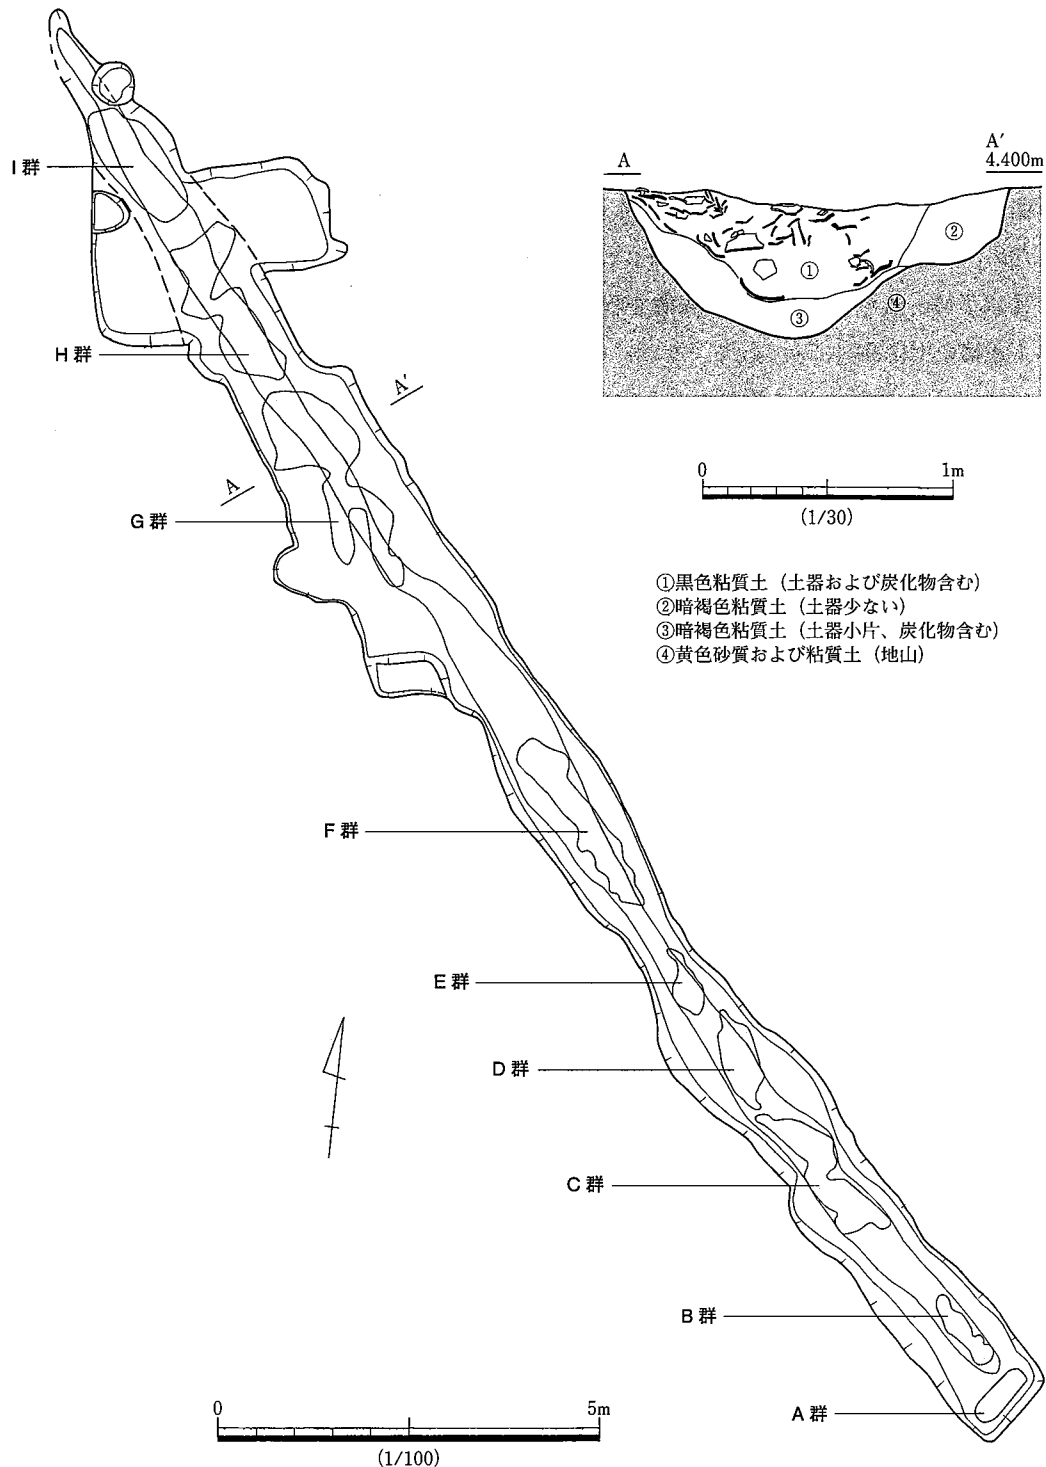 I 群
H 群
G 群
F 群
E 群
D 群
C 群
B 群
A 群
A
A′
A
A′
4.400m
①
②
③
④
0 1m
(1/30)
①黒色粘質土（土器および炭化物含む）
②暗褐色粘質土（土器少ない）
③暗褐色粘質土（土器小片、炭化物含む）
④黄色砂質および粘質土（地山）
0 5m
(1/100)